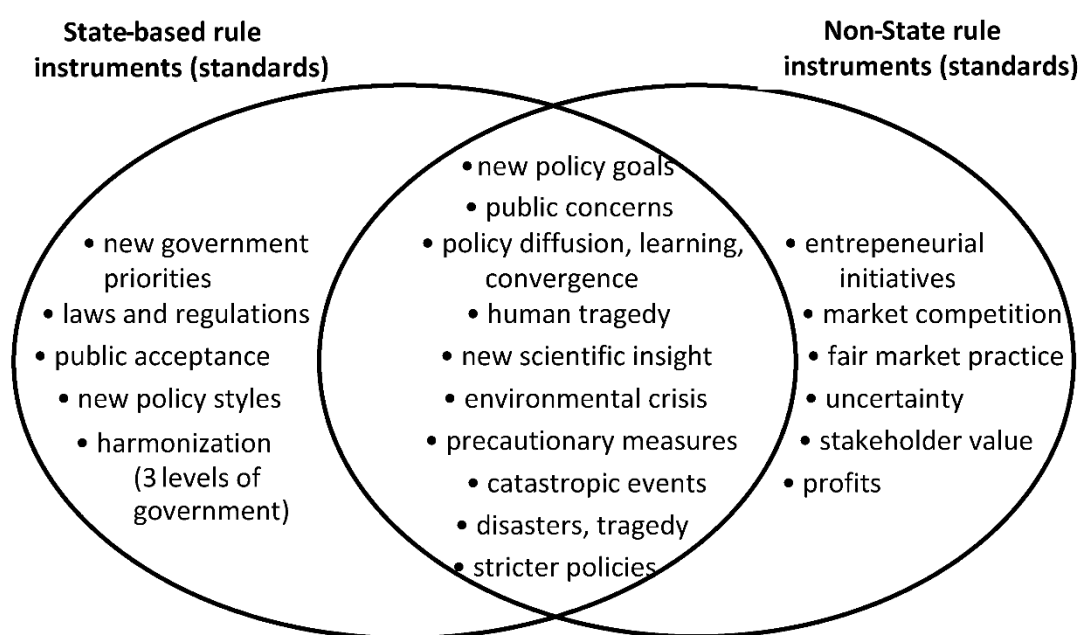 State-based rule
instruments (standards)
Non-State rule
instruments (standards)
• new government
priorities
• laws and regulations
• public acceptance
• new policy styles
• harmonization
(3 levels of
government)
• new policy goals
• public concerns
• policy diffusion, learning,
convergence
• human tragedy
• new scientific insight
• environmental crisis
• precautionary measures
• catastropic events
• disasters, tragedy
• stricter policies
• entrepeneurial
initiatives
• market competition
• fair market practice
• uncertainty
• stakeholder value
• profits